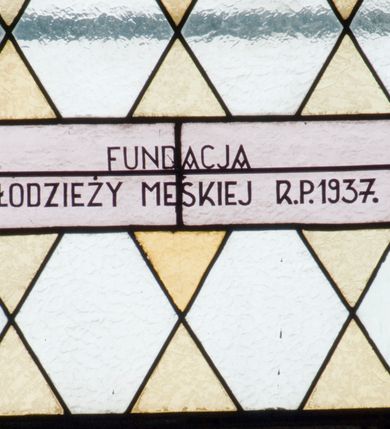 FUNDACJA
ŁODZIEŻY MĘSKIEJ R.P.1937.